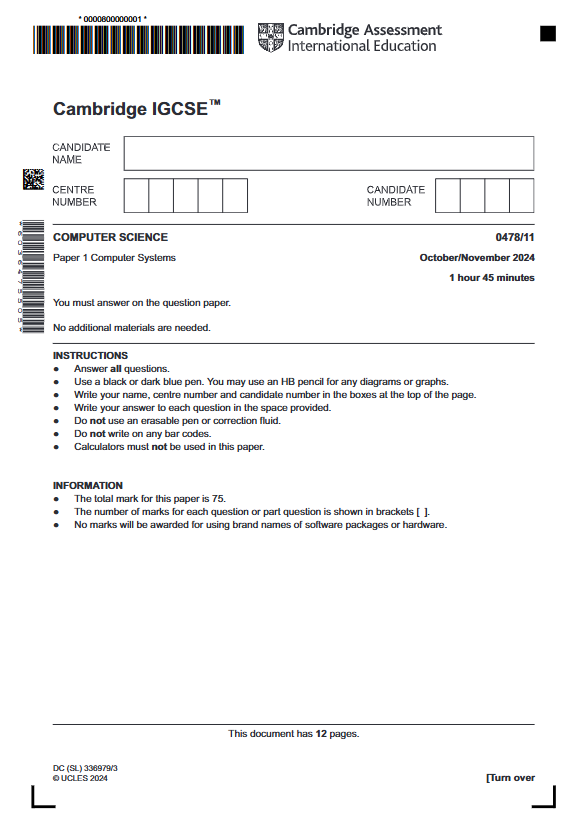 * 0000800000001 *
Cambridge Assessment
International Education
Cambridge IGCSE™
CANDIDATE
NAME
CENTRE
NUMBER
CANDIDATE
NUMBER
COMPUTER SCIENCE 0478/11
Paper 1 Computer Systems October/November 2024
1 hour 45 minutes
You must answer on the question paper.
No additional materials are needed.
INSTRUCTIONS
● Answer all questions.
● Use a black or dark blue pen. You may use an HB pencil for any diagrams or graphs.
● Write your name, centre number and candidate number in the boxes at the top of the page.
● Write your answer to each question in the space provided.
● Do not use an erasable pen or correction fluid.
● Do not write on any bar codes.
● Calculators must not be used in this paper.
INFORMATION
● The total mark for this paper is 75.
● The number of marks for each question or part question is shown in brackets [ ].
● No marks will be awarded for using brand names of software packages or hardware.
This document has 12 pages.
DC (SL) 336979/3
© UCLES 2024
[Turn over